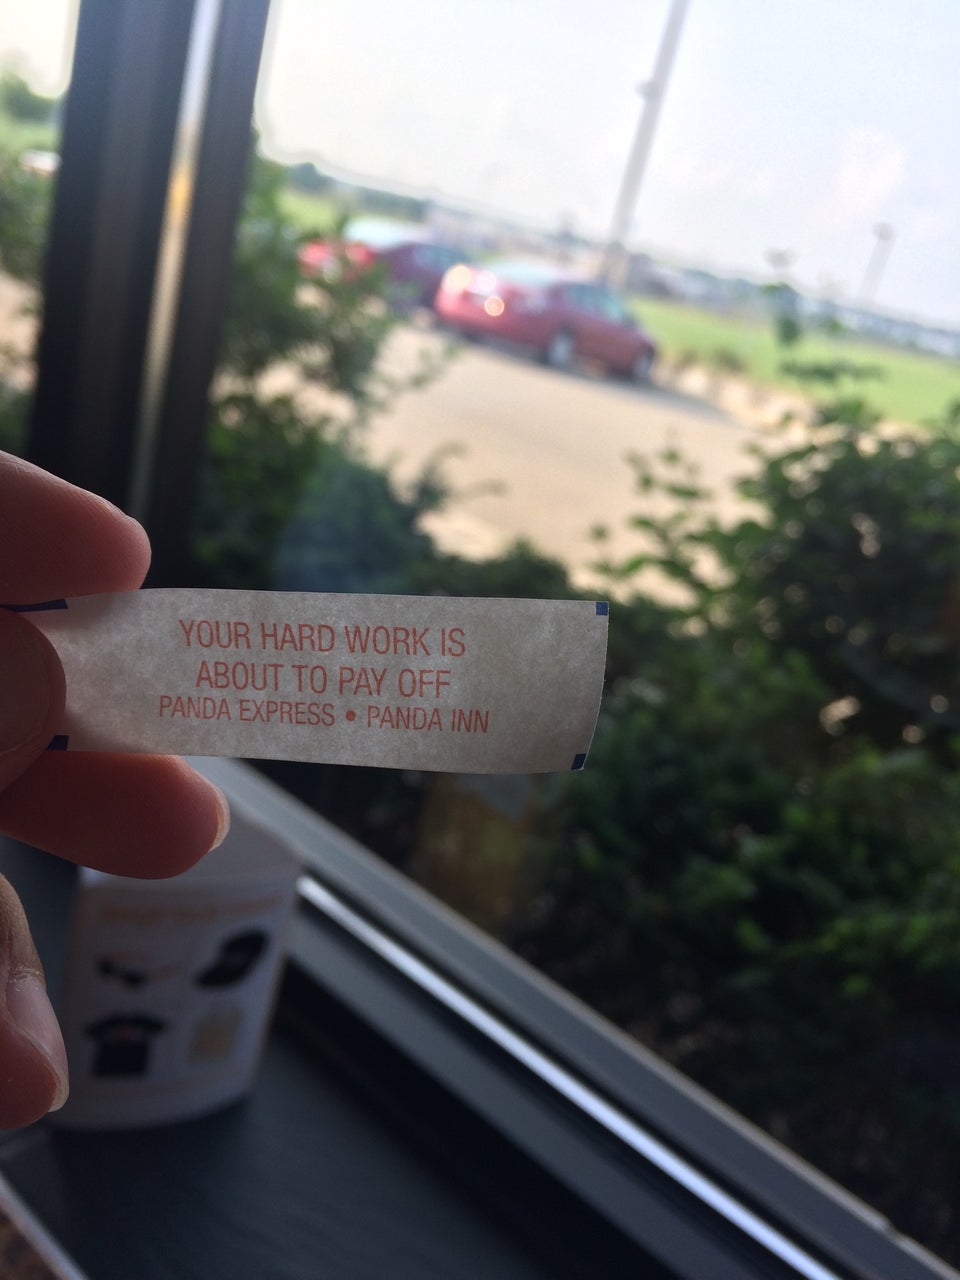 YOUR HARD WORK IS
ABOUT TO PAY OFF
PANDA EXPRESS • PANDA INN